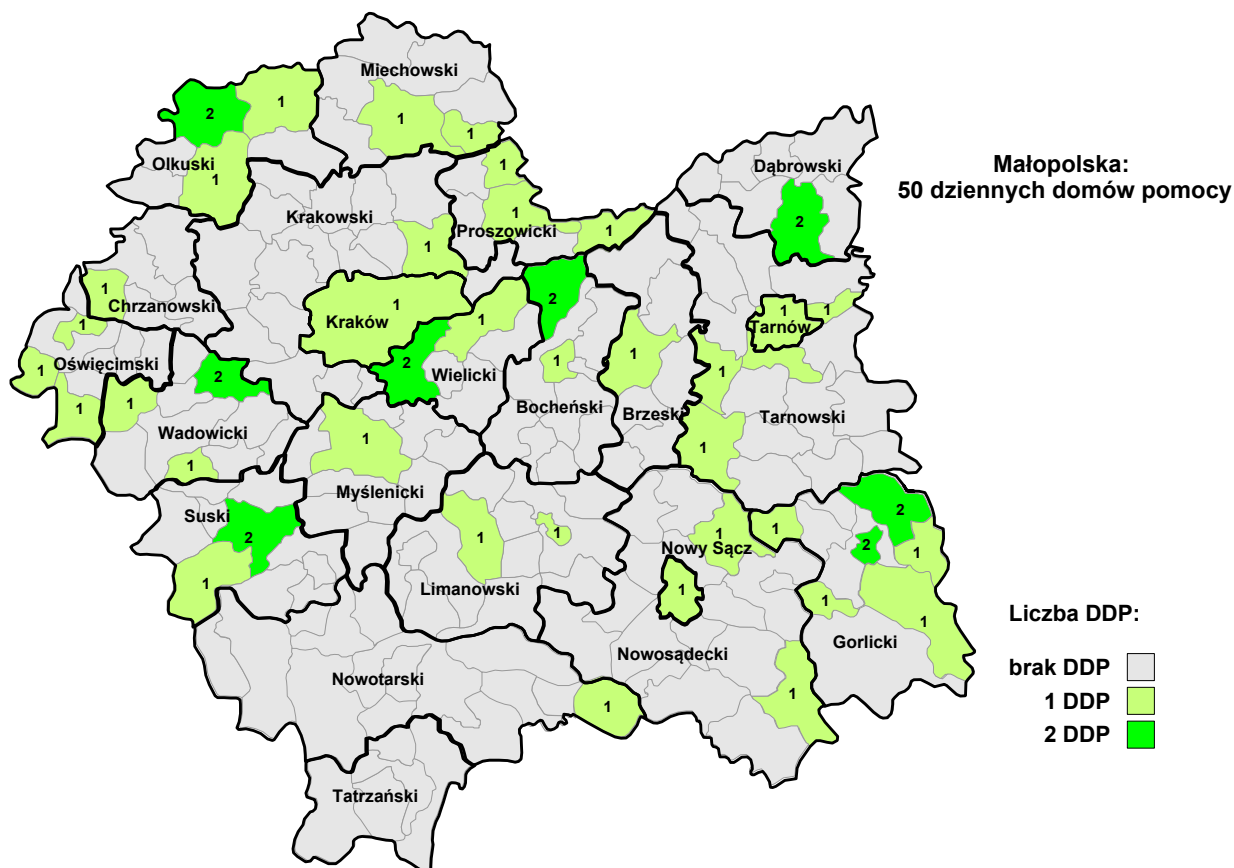 Miechowski
1
2
1
1
Olkuski
1
Dąbrowski
2
Małopolska:
50 dziennych domów pomocy
Krakowski
1
1
1
Proszowicki
1
1
Chrzanowski
1
Kraków
1
1
2
1
1
Tarnów
1
Oświęcimski
1
1
2
2
Wielicki
1
Bocheński
1
Brzeski
1
Tarnowski
1
1
Wadowicki
1
1
Myślenicki
1
Suski
2
1
1
1
Limanowski
1
Nowy Sącz
1
1
2
2
1
1
1
Gorlicki
Nowotarski
1
Nowosądecki
1
Tatrzański
Liczba DDP:
brak DDP
1 DDP
2 DDP